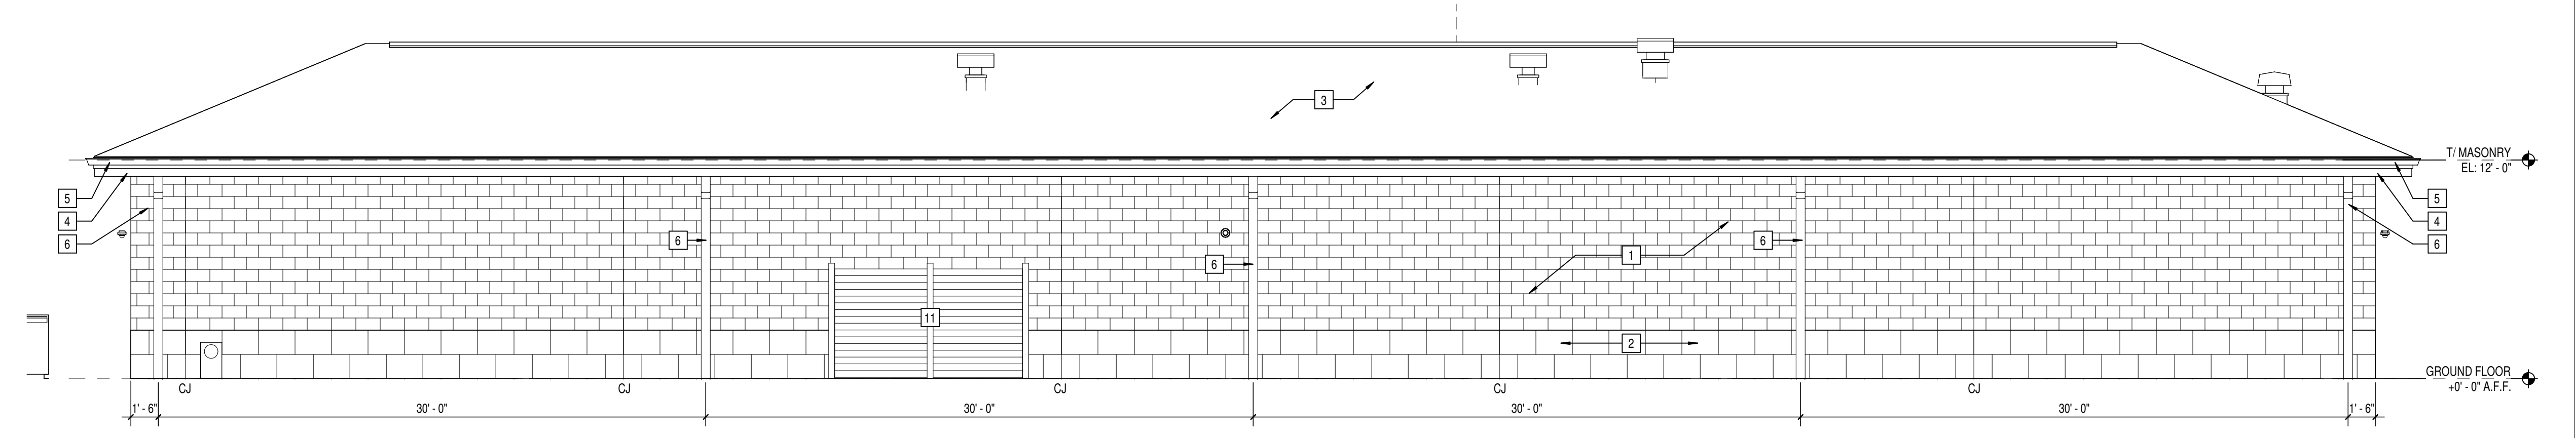 3
T/ MASONRY
EL: 12' - 0"
5
4
6
6
6
1
6
5
4
6
11
2
GROUND FLOOR
+0' - 0" A.F.F.
CJ
CJ
CJ
CJ
CJ
1' - 6"
30' - 0"
30' - 0"
30' - 0"
30' - 0"
1' - 6"